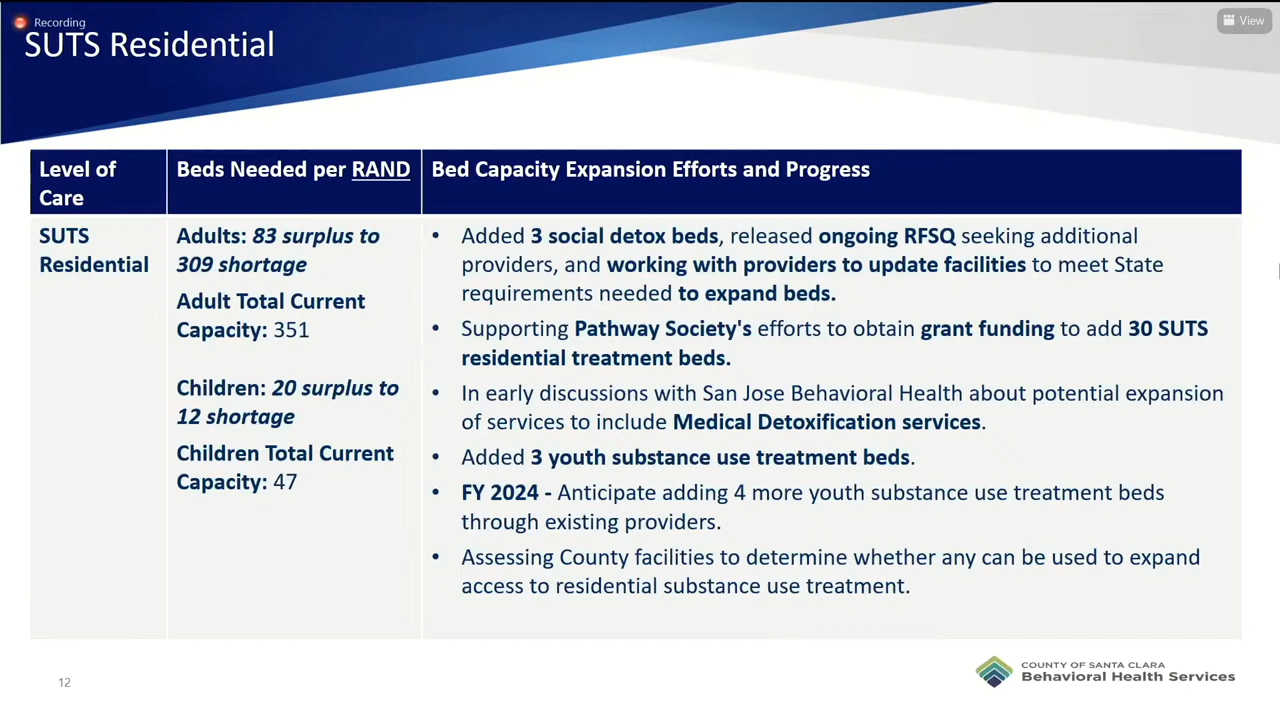 Recording
View
SUTS Residential
Level of
Care
Beds Needed per RAND
Bed Capacity Expansion Efforts and Progress
SUTS
Residential
Adults: 83 surplus to
309 shortage
Adult Total Current
Capacity: 351
Children: 20 surplus to
12 shortage
Children Total Current
Capacity: 47
• Added 3 social detox beds, released ongoing RFSQ seeking additional
providers, and working with providers to update facilities to meet State
requirements needed to expand beds.
• Supporting Pathway Society's efforts to obtain grant funding to add 30 SUTS
residential treatment beds.
• In early discussions with San Jose Behavioral Health about potential expansion
of services to include Medical Detoxification services.
• Added 3 youth substance use treatment beds.
• FY 2024 - Anticipate adding 4 more youth substance use treatment beds
through existing providers.
• Assessing County facilities to determine whether any can be used to expand
access to residential substance use treatment.
12
COUNTY OF SANTA CLARA
Behavioral Health Services